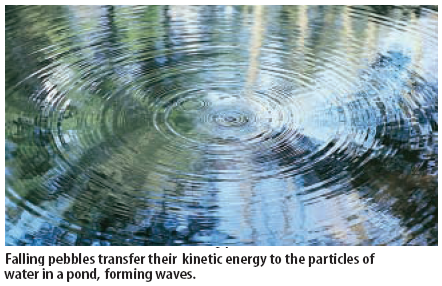 Falling pebbles transfer their kinetic energy to the particles of
water in a pond, forming waves.